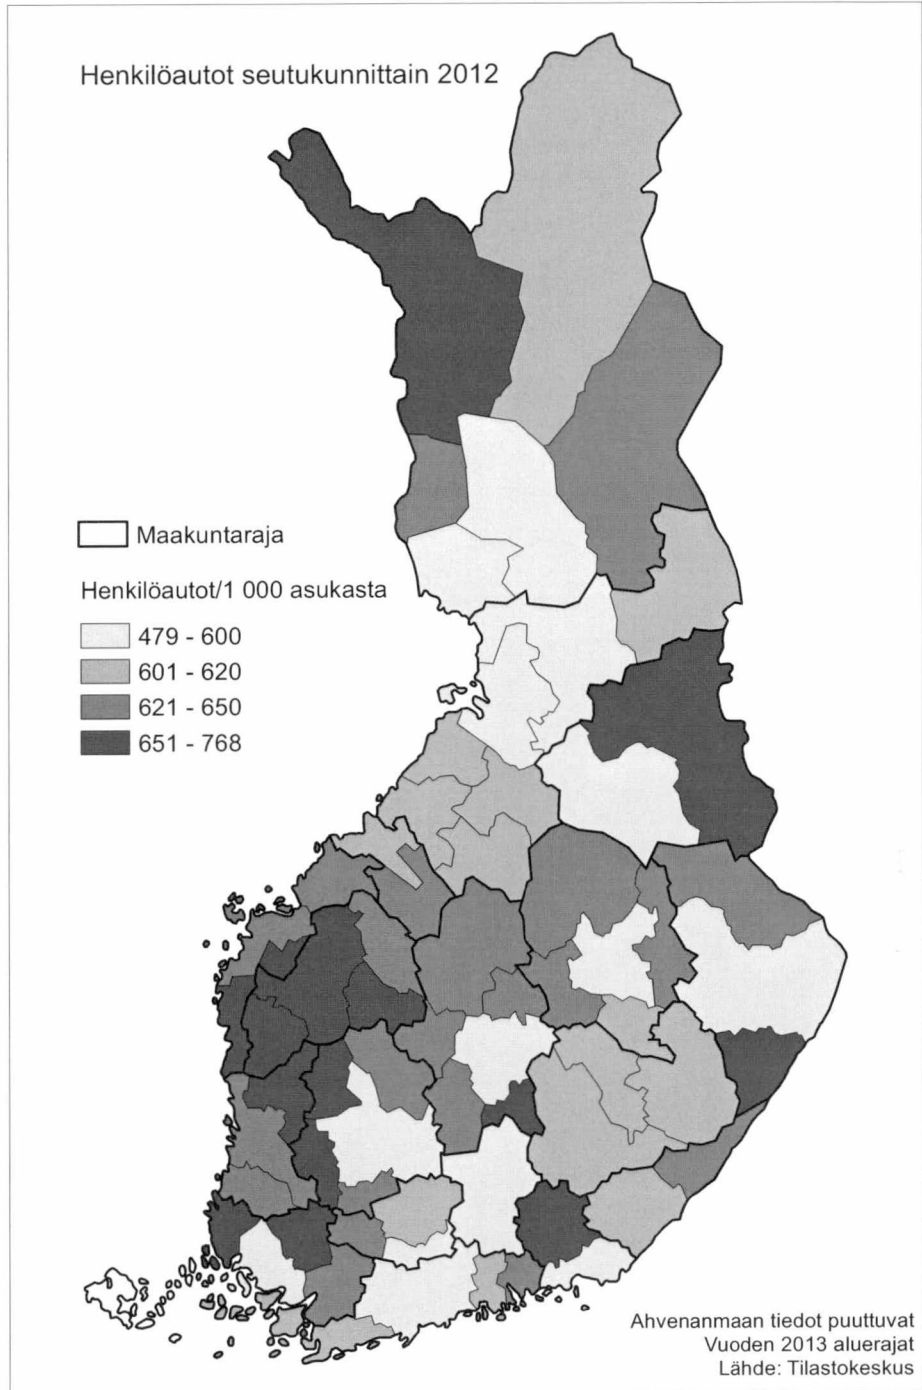 Henkilöautot seutukunnittain 2012
Maakuntaraja
Henkilöautot/1 000 asukasta
479 - 600
601 - 620
621 - 650
651 - 768
Ahvenanmaan tiedot puuttuvat
Vuoden 2013 aluerajat
Lähde: Tilastokeskus